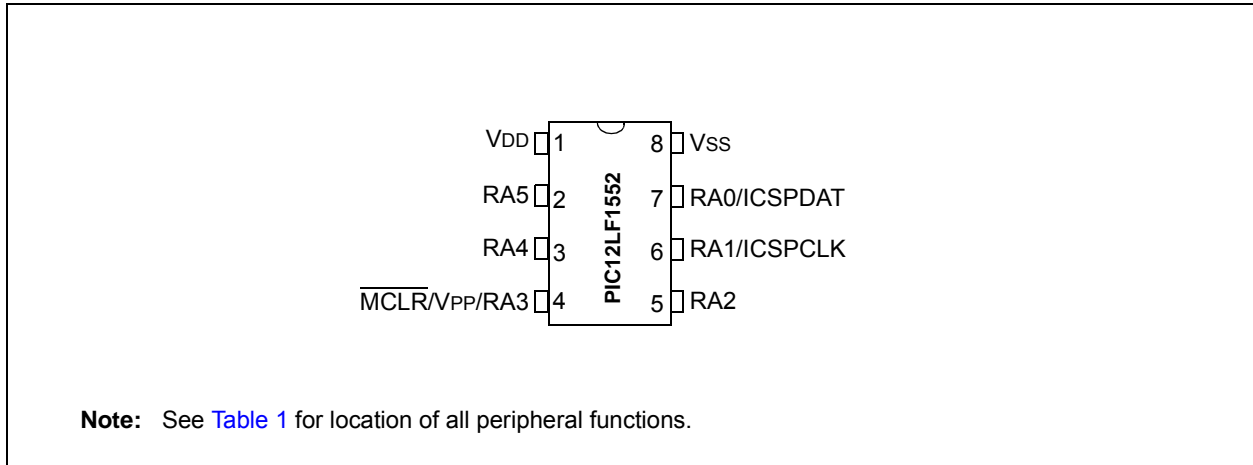 VDD 1 8 VSS
RA5 2 7 RA0/ICSPDAT
RA4 3 6 RA1/ICSPCLK
MCLR/VPP/RA3 4 5 RA2
PIC12LF1552
Note: See Table 1 for location of all peripheral functions.